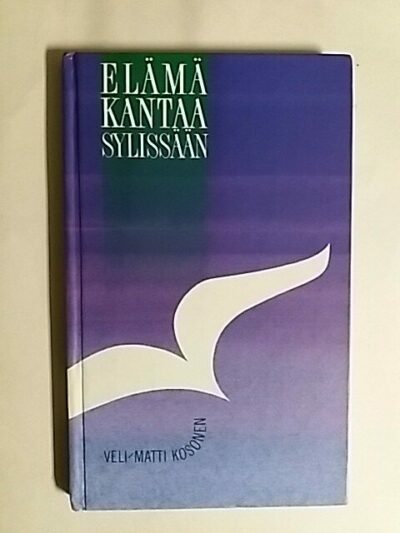 ELÄMÄ
KANTAA
SYLISSÄÄN
VELI-MATTI KOSONEN